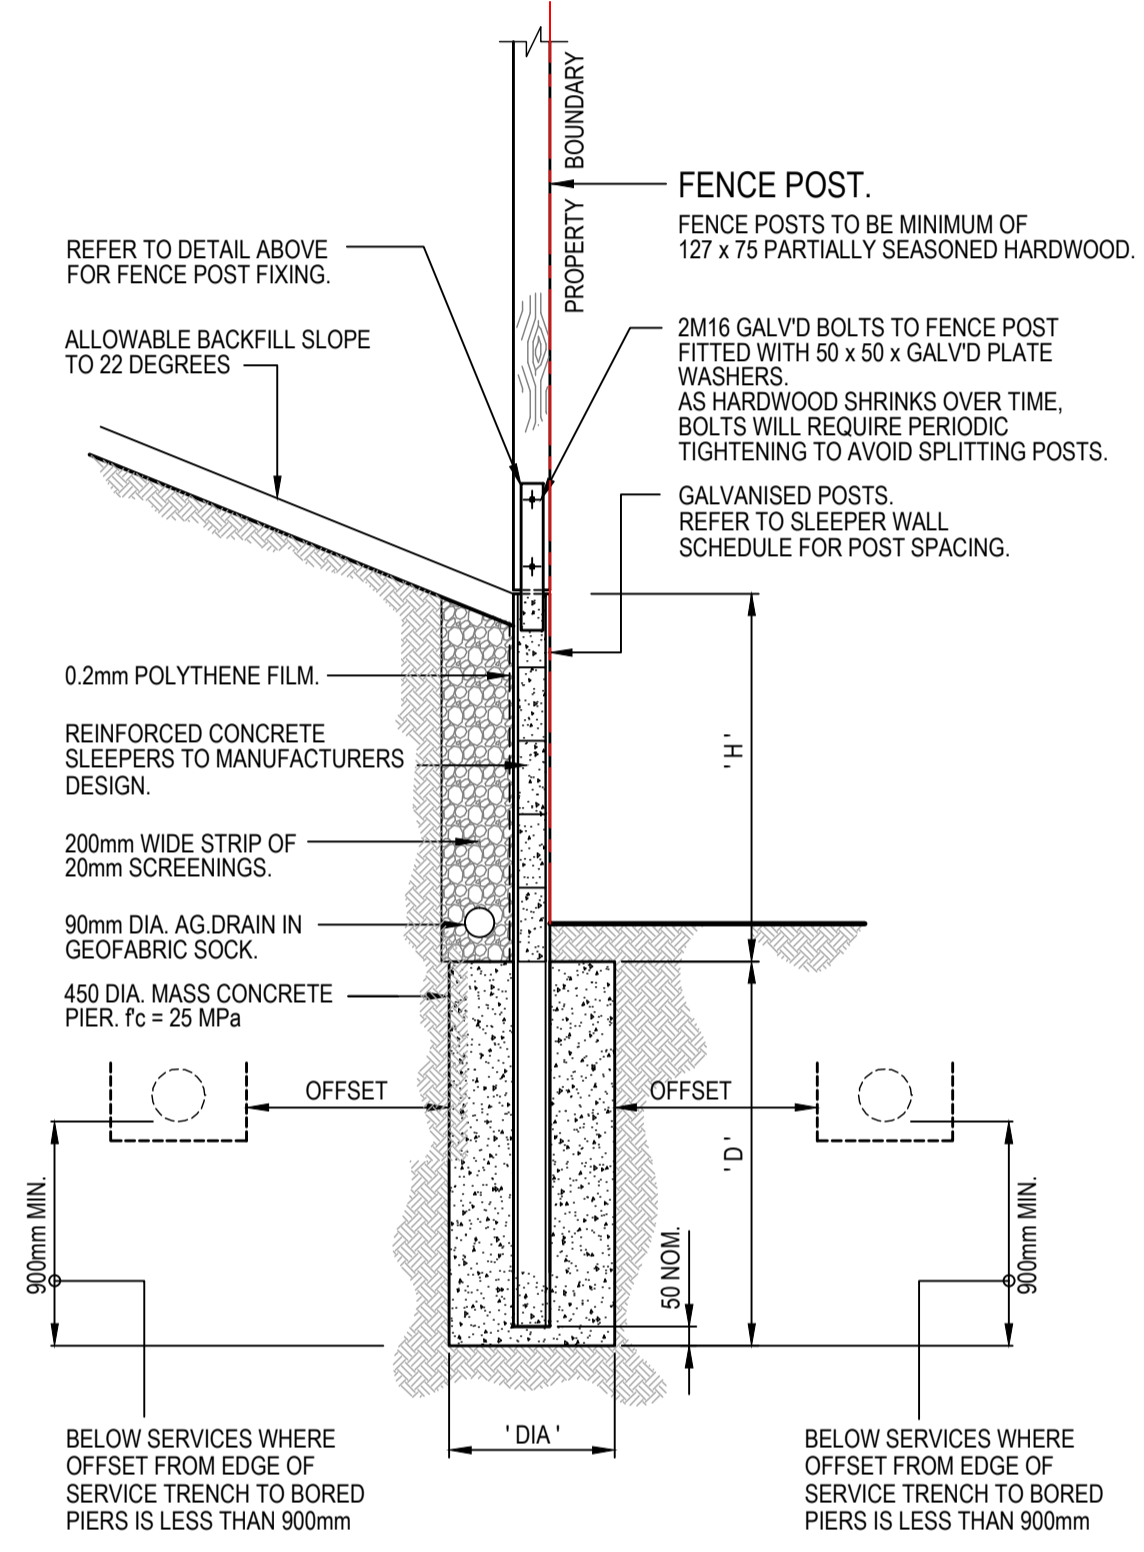 PROPERTY BOUNDARY
FENCE POST.
FENCE POSTS TO BE MINIMUM OF
127 x 75 PARTIALLY SEASONED HARDWOOD.
REFER TO DETAIL ABOVE
FOR FENCE POST FIXING.
ALLOWABLE BACKFILL SLOPE
TO 22 DEGREES
2M16 GALV'D BOLTS TO FENCE POST
FITTED WITH 50 x 50 x GALV'D PLATE
WASHERS.
AS HARDWOOD SHRINKS OVER TIME,
BOLTS WILL REQUIRE PERIODIC
TIGHTENING TO AVOID SPLITTING POSTS.
GALVANISED POSTS.
REFER TO SLEEPER WALL
SCHEDULE FOR POST SPACING.
0.2mm POLYTHENE FILM.
REINFORCED CONCRETE
SLEEPERS TO MANUFACTURERS
DESIGN.
' H '
200mm WIDE STRIP OF
20mm SCREENINGS.
90mm DIA. AG.DRAIN IN
GEOFABRIC SOCK.
450 DIA. MASS CONCRETE
PIER. f'c = 25 MPa
OFFSET
OFFSET
' D '
900mm MIN.
50 NOM.
900mm MIN.
' DIA '
BELOW SERVICES WHERE
OFFSET FROM EDGE OF
SERVICE TRENCH TO BORED
PIERS IS LESS THAN 900mm
BELOW SERVICES WHERE
OFFSET FROM EDGE OF
SERVICE TRENCH TO BORED
PIERS IS LESS THAN 900mm